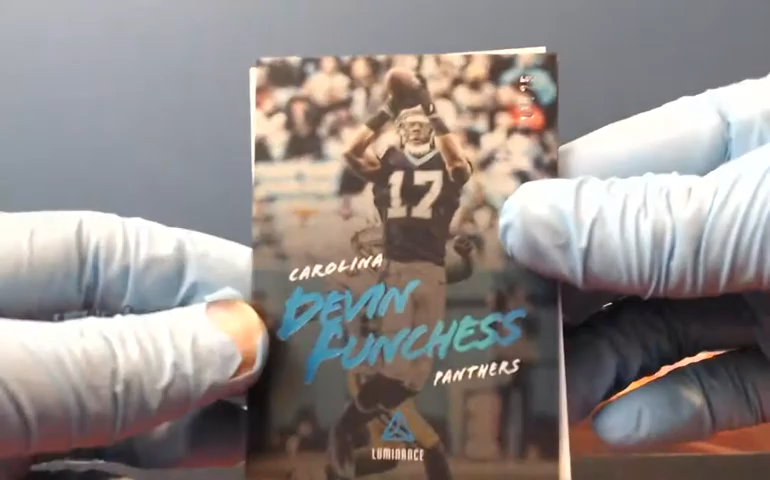 17
CAROLINA
DEVIN
FUNCHESS
PANTHERS
LUMINANCE